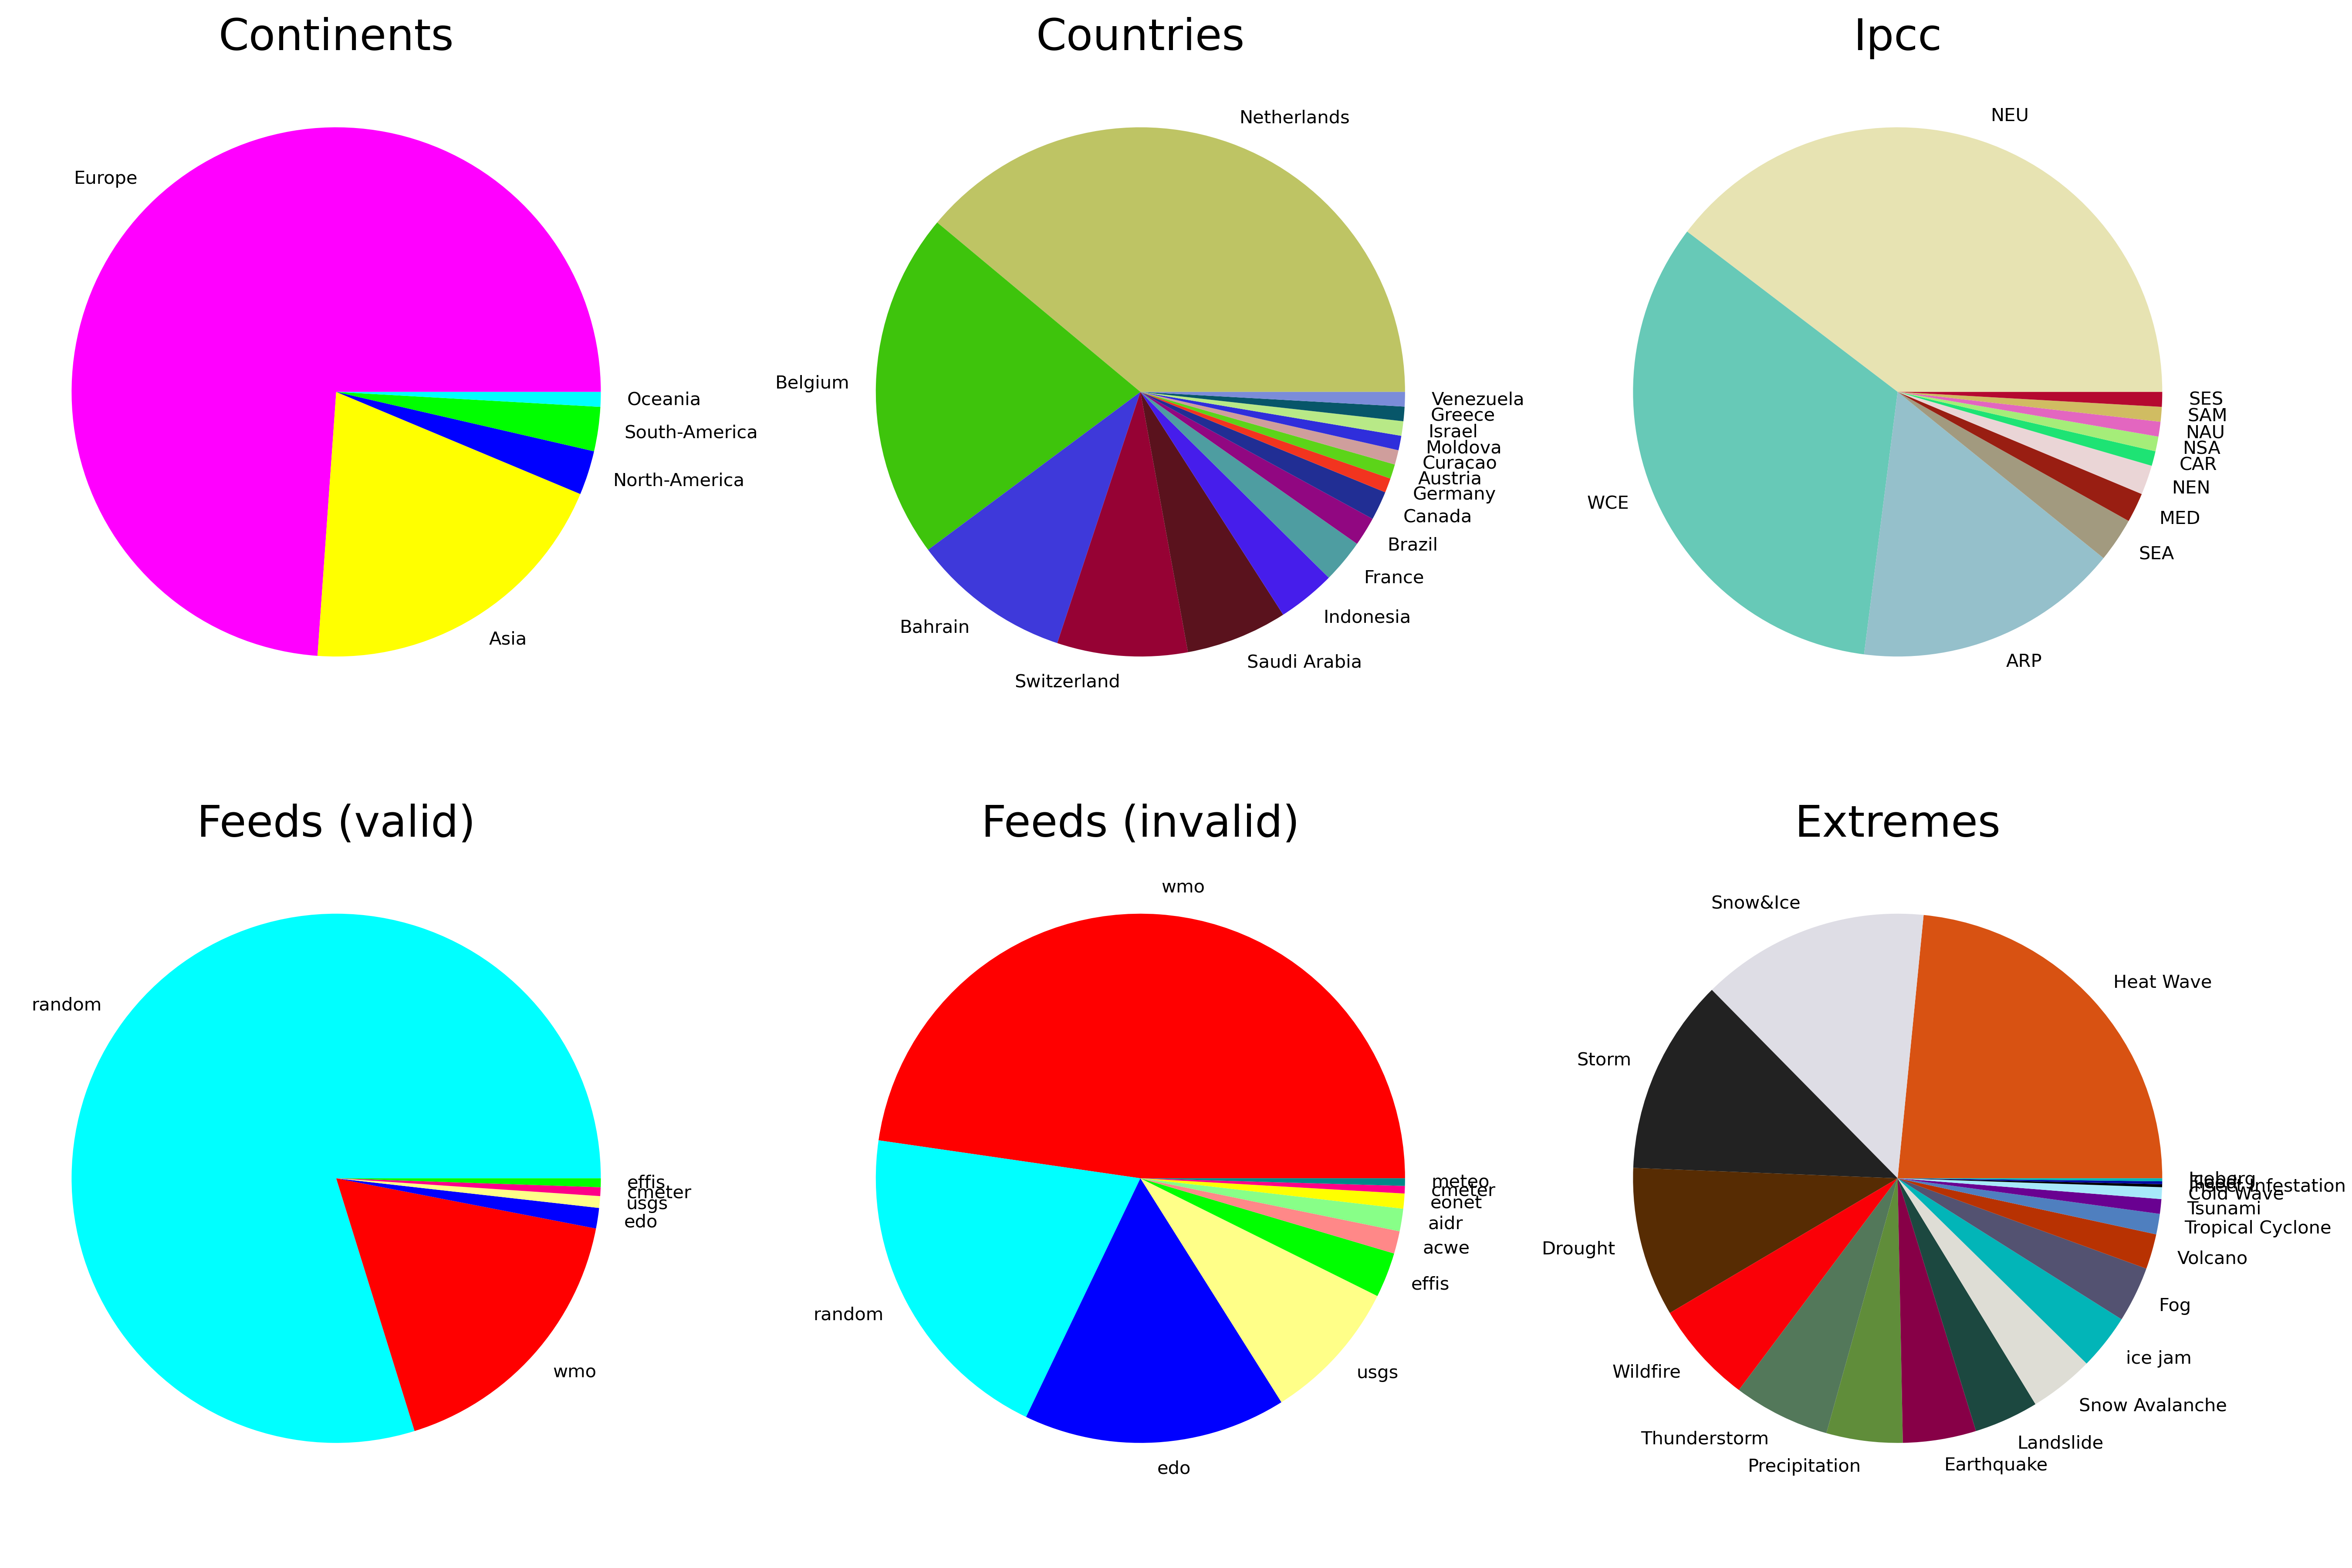 Continents
Europe
Oceania
South-America
North-America
Asia
Countries
Netherlands
Belgium
Bahrain
Switzerland
Saudi Arabia
Indonesia
France
Brazil
Canada
Germany
Austria
Curacao
Moldova
Israel
Greece
Venezuela
Ipcc
NEU
WCE
ARP
SEA
MED
NEN
CAR
NSA
NAU
SAM
SES
Feeds (valid)
random
wmo
edo
usgs
cmeter
effis
Feeds (invalid)
wmo
random
edo
usgs
effis
acwe
aidr
eonet
cmeter
meteo
Extremes
Heat Wave
Snow&Ice
Storm
Drought
Wildfire
Thunderstorm
Precipitation
Earthquake
Landslide
Snow Avalanche
ice jam
Fog
Volcano
Tropical Cyclone
Tsunami
Cold Wave
Insect Infestation
Iceberg